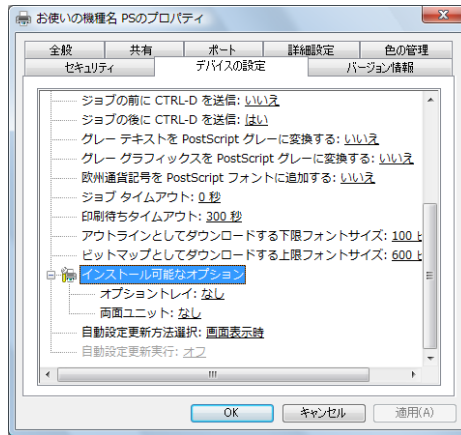 お使いの機種名 PSのプロパティ
全般 共有 ポート 詳細設定 色の管理
セキュリティ デバイスの設定 バージョン情報
ジョブの前に CTRL-D を送信: いいえ
ジョブの後に CTRL-D を送信: はい
グレー テキストを PostScript グレーに変換する: いいえ
グレー グラフィックスを PostScript グレーに変換する: いいえ
欧州通貨記号を PostScript フォントに追加する: いいえ
ジョブ タイムアウト: 0 秒
印刷待ちタイムアウト: 300 秒
アウトラインとしてダウンロードする下限フォントサイズ: 100 ピ
ビットマップとしてダウンロードする上限フォントサイズ: 600 ピ
インストール可能なオプション
オプショントレイ: なし
両面ユニット: なし
自動設定更新方法選択: 画面表示時
自動設定更新実行: オフ
OK キャンセル 適用(A)